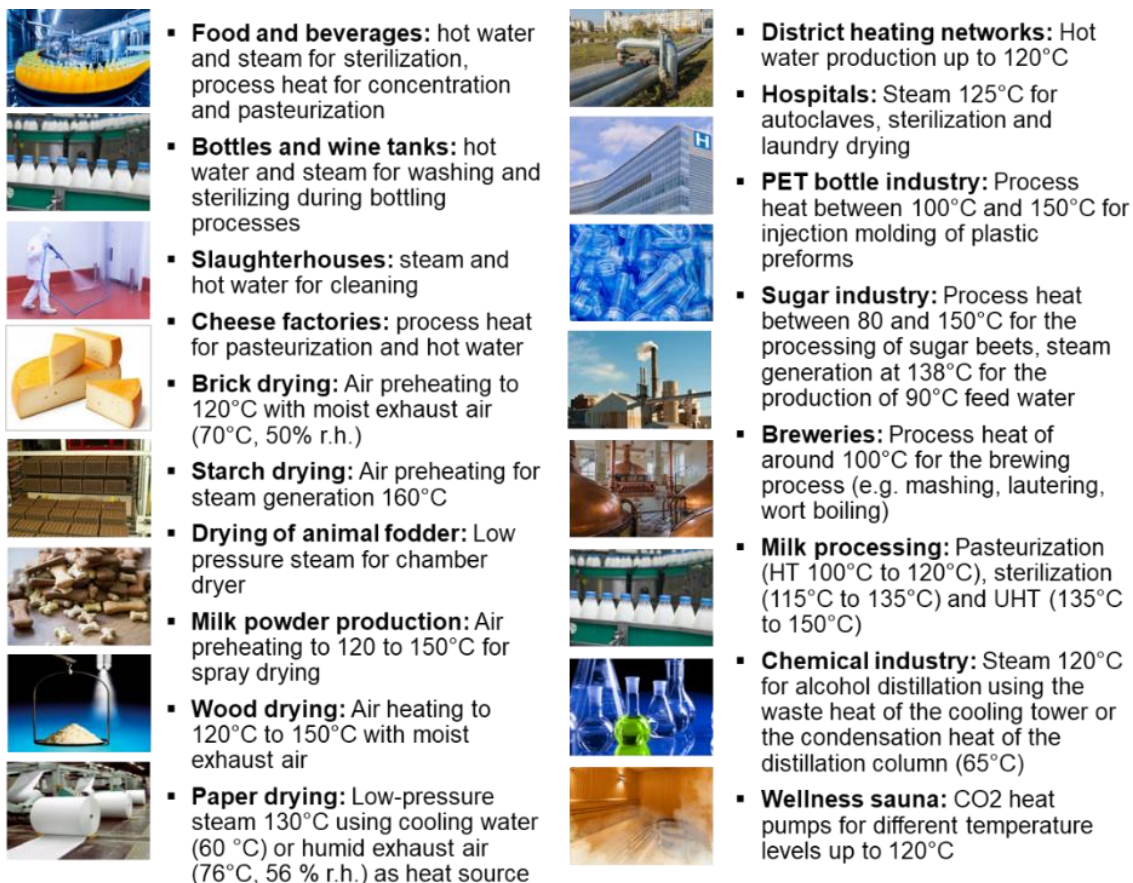 ▪ Food and beverages: hot water
and steam for sterilization,
process heat for concentration
and pasteurization
▪ Bottles and wine tanks: hot
water and steam for washing and
sterilizing during bottling
processes
▪ Slaughterhouses: steam and
hot water for cleaning
▪ Cheese factories: process heat
for pasteurization and hot water
▪ Brick drying: Air preheating to
120°C with moist exhaust air
(70°C, 50% r.h.)
▪ Starch drying: Air preheating for
steam generation 160°C
▪ Drying of animal fodder: Low
pressure steam for chamber
dryer
▪ Milk powder production: Air
preheating to 120 to 150°C for
spray drying
▪ Wood drying: Air heating to
120°C to 150°C with moist
exhaust air
▪ Paper drying: Low-pressure
steam 130°C using cooling water
(60 °C) or humid exhaust air
(76°C, 56 % r.h.) as heat source
▪ District heating networks: Hot
water production up to 120°C
▪ Hospitals: Steam 125°C for
autoclaves, sterilization and
laundry drying
▪ PET bottle industry: Process
heat between 100°C and 150°C for
injection molding of plastic
preforms
▪ Sugar industry: Process heat
between 80 and 150°C for the
processing of sugar beets, steam
generation at 138°C for the
production of 90°C feed water
▪ Breweries: Process heat of
around 100°C for the brewing
process (e.g. mashing, lautering,
wort boiling)
▪ Milk processing: Pasteurization
(HT 100°C to 120°C), sterilization
(115°C to 135°C) and UHT (135°C
to 150°C)
▪ Chemical industry: Steam 120°C
for alcohol distillation using the
waste heat of the cooling tower or
the condensation heat of the
distillation column (65°C)
▪ Wellness sauna: CO2 heat
pumps for different temperature
levels up to 120°C
H